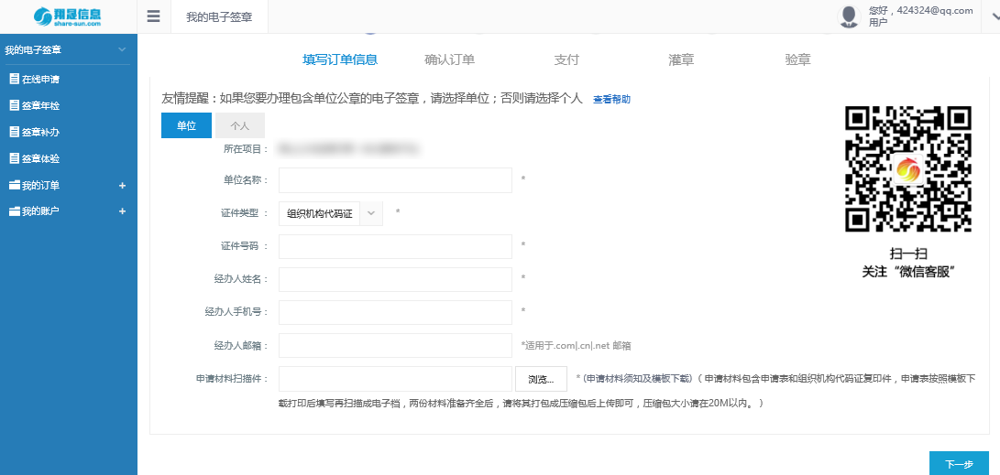 翔晟信息
share-sun.com
我的电子签章
您好，424324@qq.com
用户
我的电子签章
在线申请
签章年检
签章补办
签章体验
我的订单 +
我的账户 +
填写订单信息 确认订单 支付 灌章 验章
友情提醒：如果您要办理包含单位公章的电子签章，请选择单位；否则请选择个人 查看帮助
单位 个人
所在项目：
单位名称： *
证件类型 ： 组织机构代码证 *
证件号码 ： *
经办人姓名： *
经办人手机号： *
经办人邮箱： *适用于.com|.cn|.net 邮箱
申请材料扫描件： 浏览... * (申请材料须知及模板下载)（申请材料包含申请表和组织机构代码证复印件，申请表按照模板下
载打印后填写再扫描成电子档，两份材料准备齐全后，请将其打包成压缩包后上传即可，压缩包大小请在20M以内。）
扫一扫
关注“微信客服”
下一步